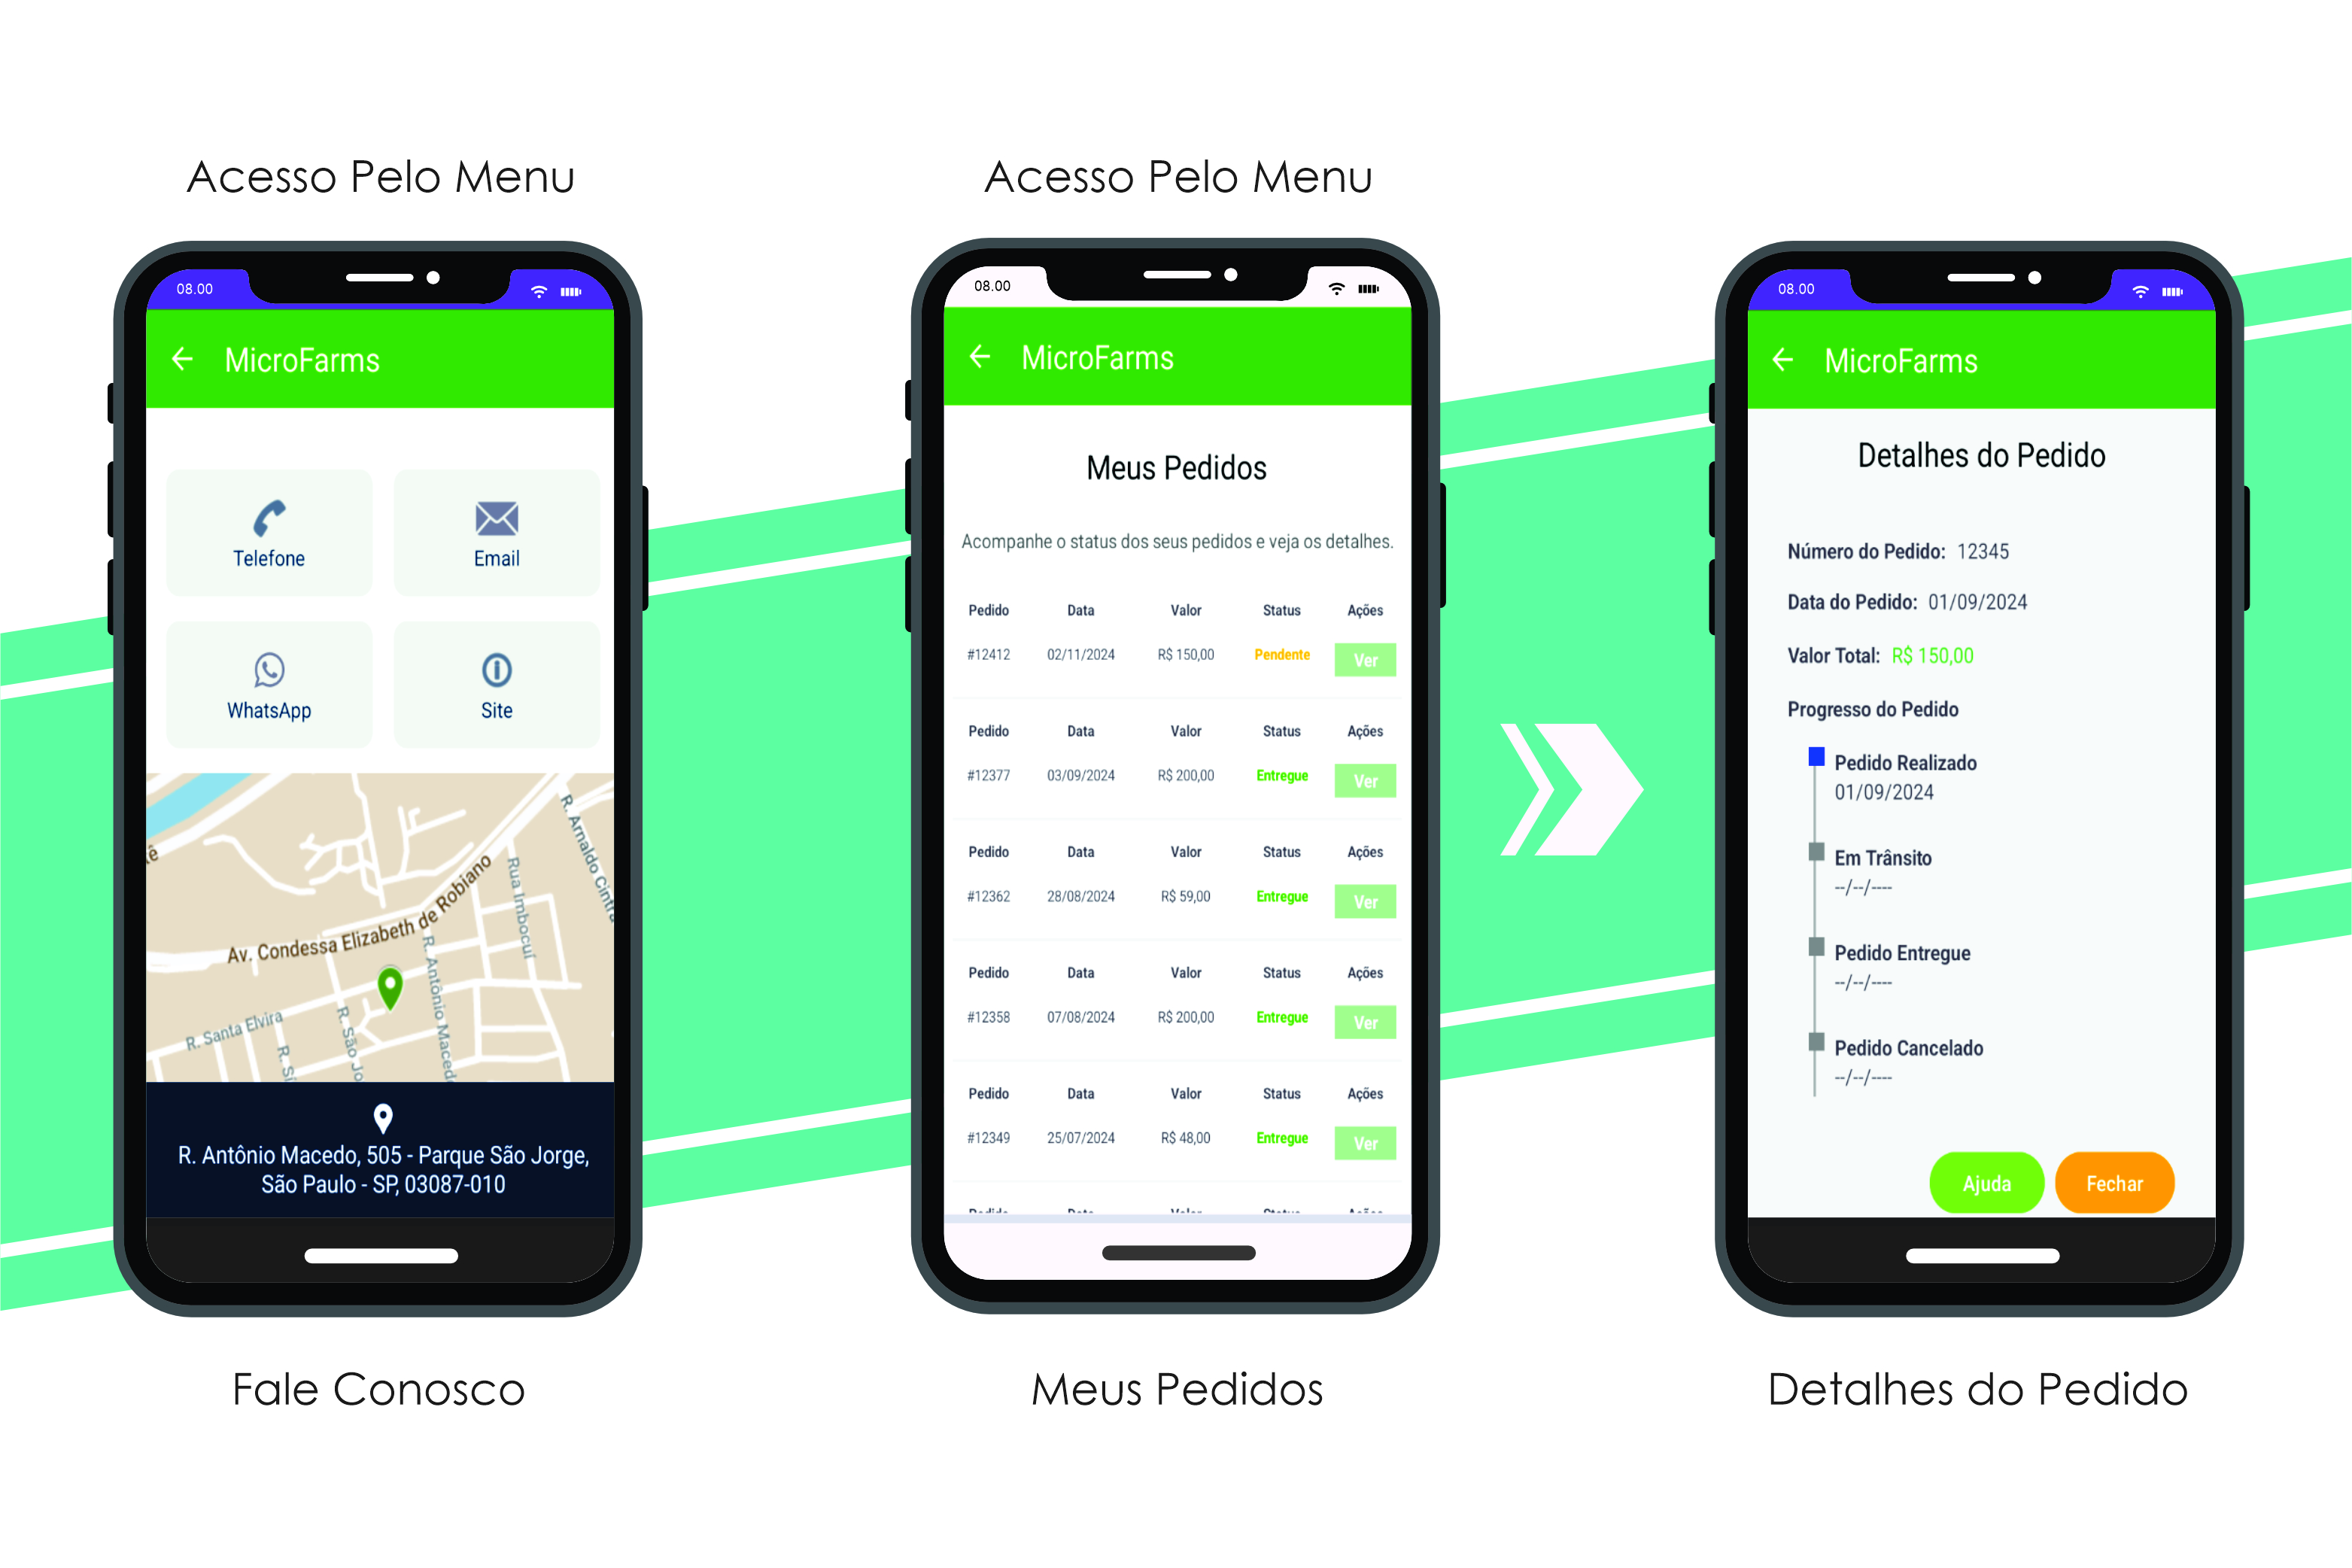 Acesso Pelo Menu
08.00
MicroFarms
Telefone
Email
WhatsApp
Site
R. Arnaldo Cintra
Rua Imbocuí
Av. Condessa Elizabeth de Robiano
R. Antônio Macedo
R. Santa Elvira
R. São Jo
R. Sí
R. Antônio Macedo, 505 - Parque São Jorge,
São Paulo - SP, 03087-010
Fale Conosco
Acesso Pelo Menu
08.00
MicroFarms
Meus Pedidos
Acompanhe o status dos seus pedidos e veja os detalhes.
Pedido Data Valor Status Ações
#12412 02/11/2024 R$ 150,00 Pendente Ver
Pedido Data Valor Status Ações
#12377 03/09/2024 R$ 200,00 Entregue Ver
Pedido Data Valor Status Ações
#12362 28/08/2024 R$ 59,00 Entregue Ver
Pedido Data Valor Status Ações
#12358 07/08/2024 R$ 200,00 Entregue Ver
Pedido Data Valor Status Ações
#12349 25/07/2024 R$ 48,00 Entregue Ver
Pedido Data Valor Status Ações
Meus Pedidos
08.00
MicroFarms
Detalhes do Pedido
Número do Pedido: 12345
Data do Pedido: 01/09/2024
Valor Total: R$ 150,00
Progresso do Pedido
Pedido Realizado
01/09/2024
Em Trânsito
--/--/----
Pedido Entregue
--/--/----
Pedido Cancelado
--/--/----
Ajuda
Fechar
Detalhes do Pedido